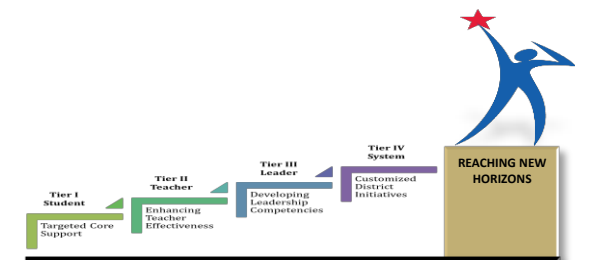 Tier I
Student
Targeted Core
Support
Tier II
Teacher
Enhancing
Teacher
Effectiveness
Tier III
Leader
Developing
Leadership
Competencies
Tier IV
System
Customized
District
Initiatives
REACHING NEW
HORIZONS